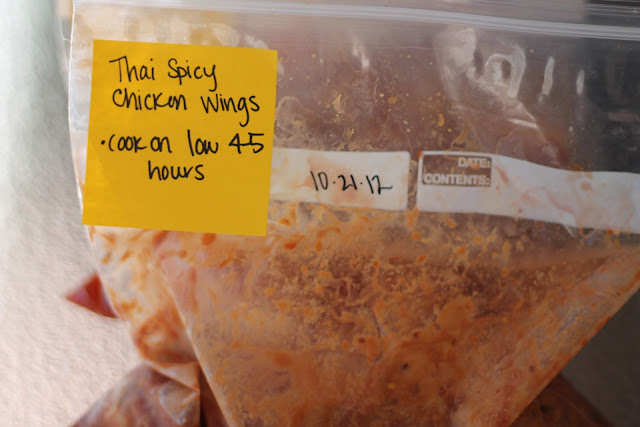 Thai Spicy
Chicken Wings
• Cook on low 4-5
hours
10.21.12
DATE:
CONTENTS: